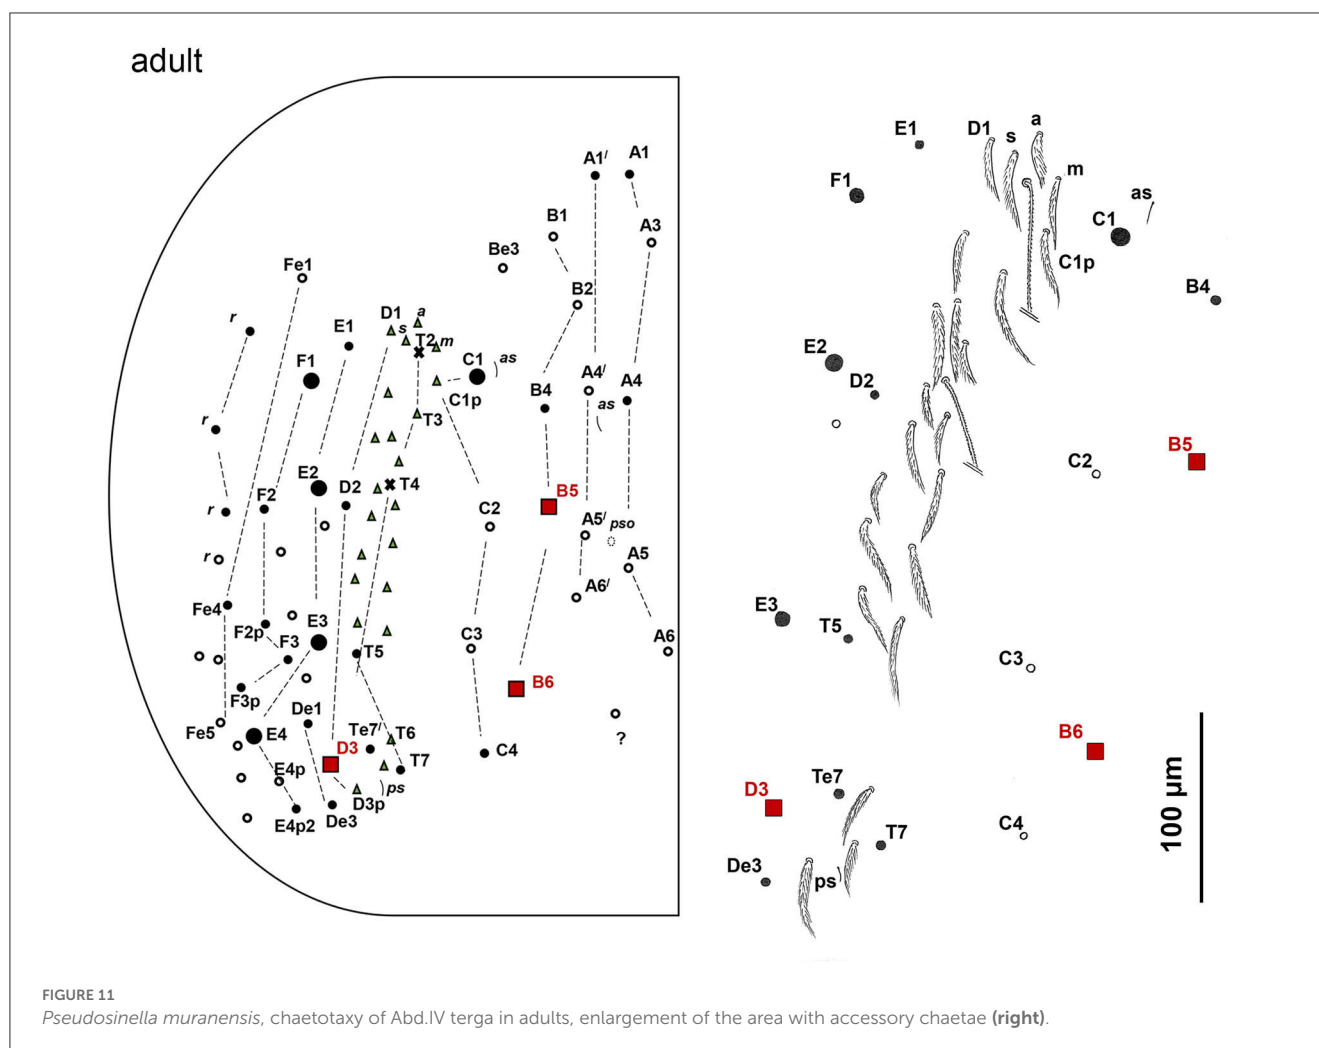 adult
A1/ A1
B1 A3
Be3
Fe1 B2
r E1 D1 a
s T2 m
F1 C1 as
A4/ A4
B4
C1p as
r T3
E2 D2 T4 B5
F2
r C2
A5/ pso
r A5
A6/
Fe4
F2p E3 C3 A6
F3
T5
F3p B6
De1
Fe5 E4 Te7/ T6
D3 C4 ?
T7
E4p ps
D3p
E4p2 De3
E1 D1 s a
m
F1 as
C1
C1p
B4
E2
D2
B5
C2
E3 T5
C3
B6
Te7
D3
C4
T7
De3 ps
100 µm
FIGURE 11
Pseudosinella muranensis, chaetotaxy of Abd.IV terga in adults, enlargement of the area with accessory chaetae (right).